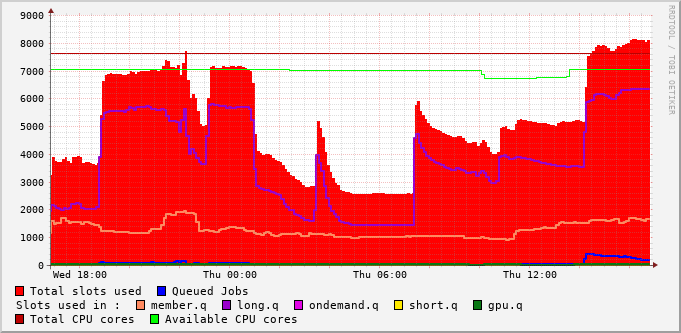 9000
8000
7000
6000
5000
4000
3000
2000
1000
0
Wed 18:00 Thu 00:00 Thu 06:00 Thu 12:00
RRDTOOL / TOBI OETIKER
Total slots used Queued Jobs
Slots used in : member.q long.q ondemand.q short.q gpu.q
Total CPU cores Available CPU cores